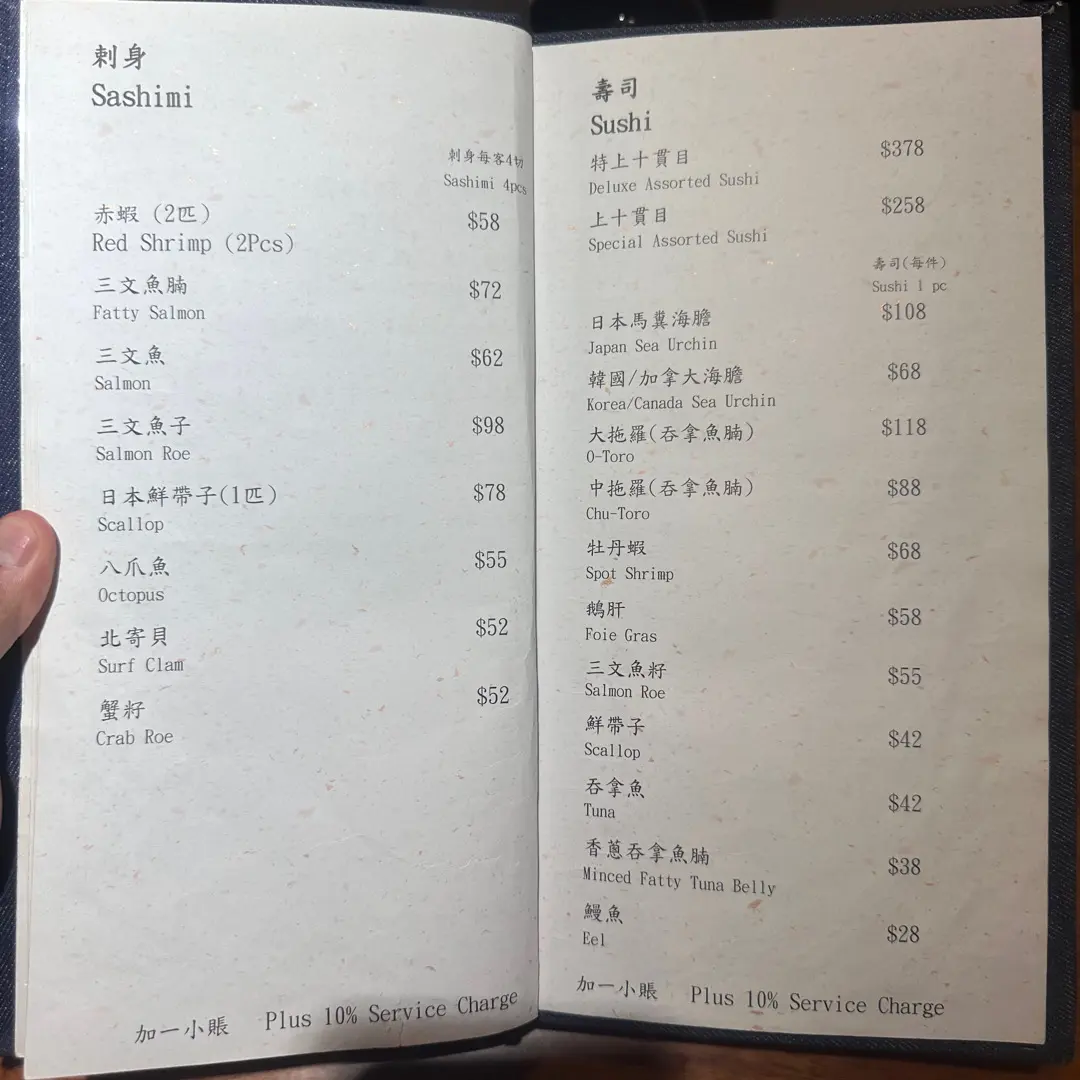 刺身
Sashimi
刺身每客4切
Sashimi 4pcs
赤蝦 (2匹)
$58
Red Shrimp (2Pcs)
三文魚腩
$72
Fatty Salmon
三文魚
$62
Salmon
三文魚子
$98
Salmon Roe
日本鮮帶子(1匹)
$78
Scallop
八爪魚
$55
Octopus
北寄貝
$52
Surf Clam
蟹籽
$52
Crab Roe
加一小賬 Plus 10% Service Charge
壽司
Sushi
特上十貫目
$378
Deluxe Assorted Sushi
上十貫目
$258
Special Assorted Sushi
壽司(每件)
Sushi 1 pc
日本馬糞海膽
$108
Japan Sea Urchin
韓國/加拿大海膽
$68
Korea/Canada Sea Urchin
大拖羅(吞拿魚腩)
$118
O-Toro
中拖羅(吞拿魚腩)
$88
Chu-Toro
牡丹蝦
$68
Spot Shrimp
鵝肝
$58
Foie Gras
三文魚籽
$55
Salmon Roe
鮮帶子
$42
Scallop
吞拿魚
$42
Tuna
香蔥吞拿魚腩
$38
Minced Fatty Tuna Belly
鰻魚
$28
Eel
加一小賬 Plus 10% Service Charge